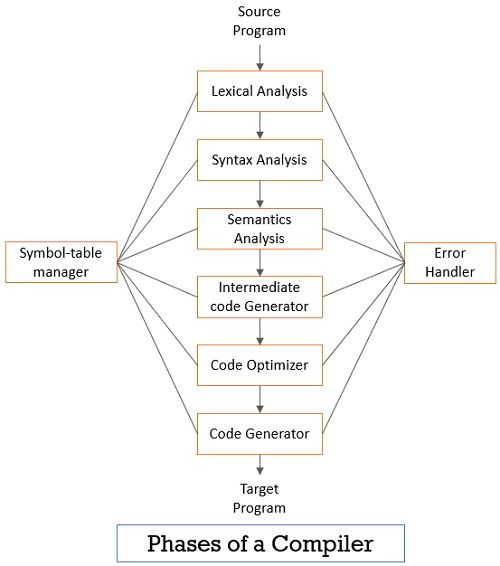 Source
Program
Lexical Analysis
Syntax Analysis
Semantics
Analysis
Symbol-table
manager
Error
Handler
Intermediate
code Generator
Code Optimizer
Code Generator
Target
Program
Phases of a Compiler